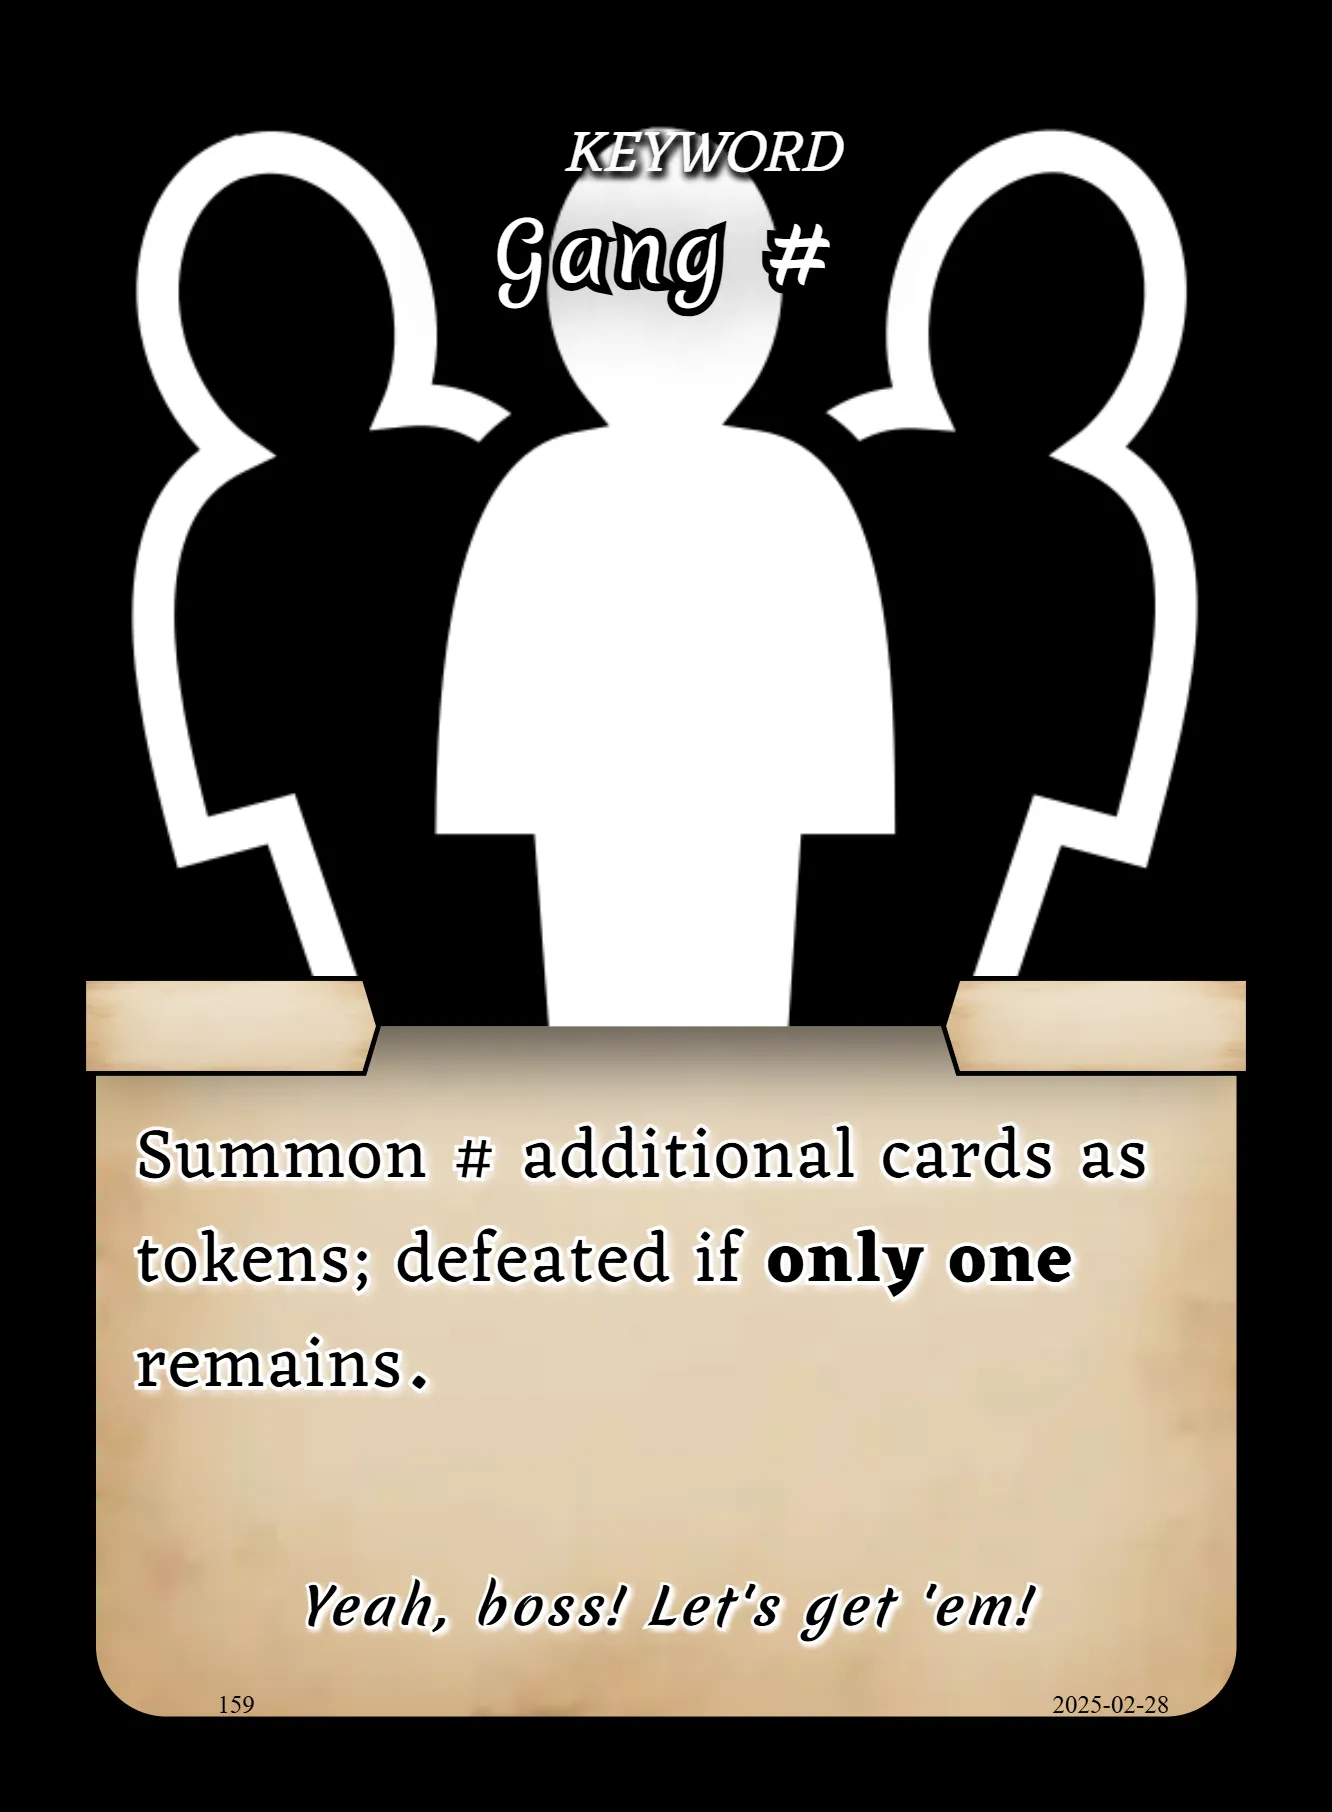 KEYWORD
Gang #
Summon # additional cards as
tokens; defeated if only one
remains.
Yeah, boss! Let's get 'em!
159
2025-02-28